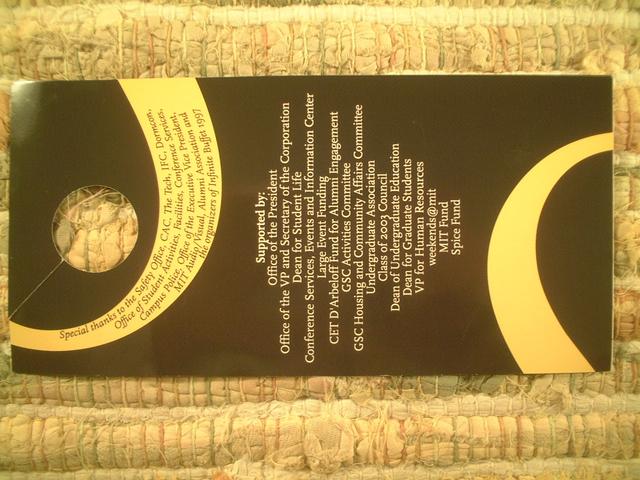 Special thanks to the Safety Office, CAC, The Tech, IFC, Dormcon,
Office of Student Activities, Facilities, Conference Services,
Campus Police, Office of the Executive Vice President and
MIT Audio/Visual, Alumni Association and
the organizers of Infinite Buffet 1997
Supported by:
Office of the President
Office of the VP and Secretary of the Corporation
Dean for Student Life
Conference Services, Events and Information Center
Large Events Funding
CET D'Arbeloff Fund for Alumni Engagement
GSC Activities Committee
GSC Housing and Community Affairs Committee
Undergraduate Association
Class of 2003 Council
Dean of Undergraduate Education
Dean for Graduate Students
VP for Human Resources
weekends@mit
MIT Fund
Spice Fund